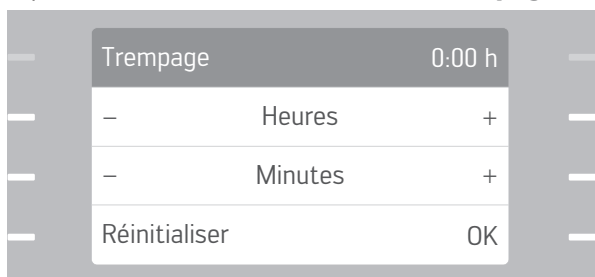 Trempage 0:00 h
– Heures +
– Minutes +
Réinitialiser OK